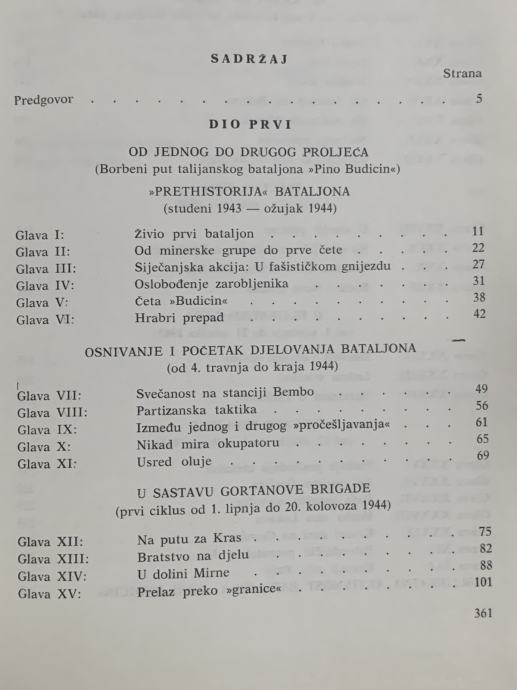 SADRŽAJ
Strana
Predgovor . . . . . . . . . . . . . . 5
DIO PRVI
OD JEDNOG DO DRUGOG PROLJEĆA
(Borbeni put talijanskog bataljona »Pino Budicin«)
»PRETHISTORIJA« BATALJONA
(studeni 1943 — ožujak 1944)
Glava I: Živio prvi bataljon . . . . . . . . 11
Glava II: Od minerske grupe do prve čete . . . . . 22
Glava III: Siječanjska akcija: U fašističkom gnijezdu . . . 27
Glava IV: Oslobođenje zarobljenika . . . . . . 31
Glava V: Četa »Budicin« . . . . . . . . 38
Glava VI: Hrabri prepad . . . . . . . . 42
OSNIVANJE I POČETAK DJELOVANJA BATALJONA
(od 4. travnja do kraja 1944)
Glava VII: Svečanost na stanciji Bembo . . . . . 49
Glava VIII: Partizanska taktika . . . . . . . 56
Glava IX: Između jednog i drugog »pročešljavanja« . . . 61
Glava X: Nikad mira okupatoru . . . . . . 65
Glava XI: Usred oluje . . . . . . . . . 69
U SASTAVU GORTANOVE BRIGADE
(prvi ciklus od 1. lipnja do 20. kolovoza 1944)
Glava XII: Na putu za Kras . . . . . . . . 75
Glava XIII: Bratstvo na djelu . . . . . . . . 82
Glava XIV: U dolini Mirne . . . . . . . . 88
Glava XV: Prelaz preko »granice« . . . . . . . 101
361